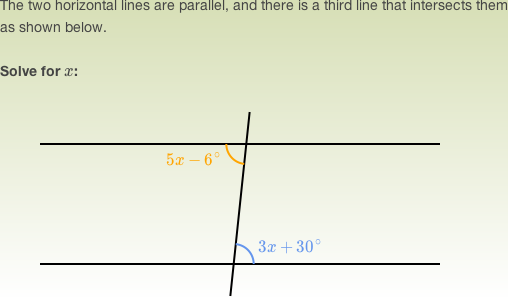 The two horizontal lines are parallel, and there is a third line that intersects them
as shown below.
Solve for x:
5x − 6°
3x + 30°